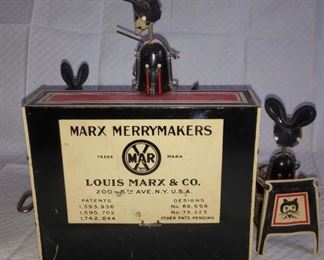 MARX MERRYMAKERS
TRADE MARK
MAR
LOUIS MARX & CO.
200-5TH AVE, N.Y. U.S.A.
PATENTS DESIGNS
1,393,936 No. 69,559
1,595,702 No. 73,223
1,742,844 OTHER PATS. PENDING